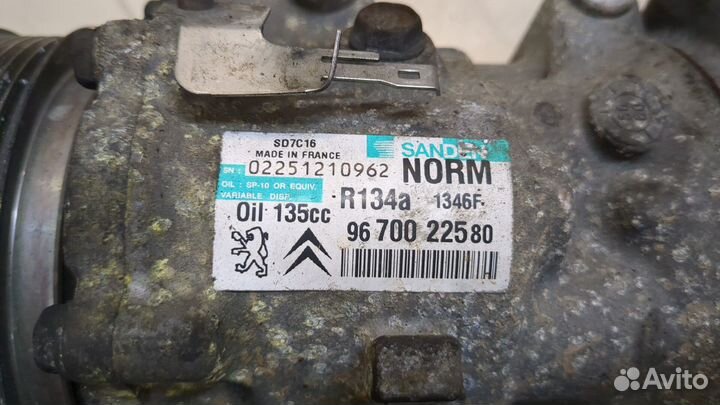 SD7C16
MADE IN FRANCE
SANDEN
SN: 02251210962 NORM
OIL: SP-10 OR EQUIV.
VARIABLE DISP. R134a 1346F
Oil 135cc 96 700 225 80
Avito